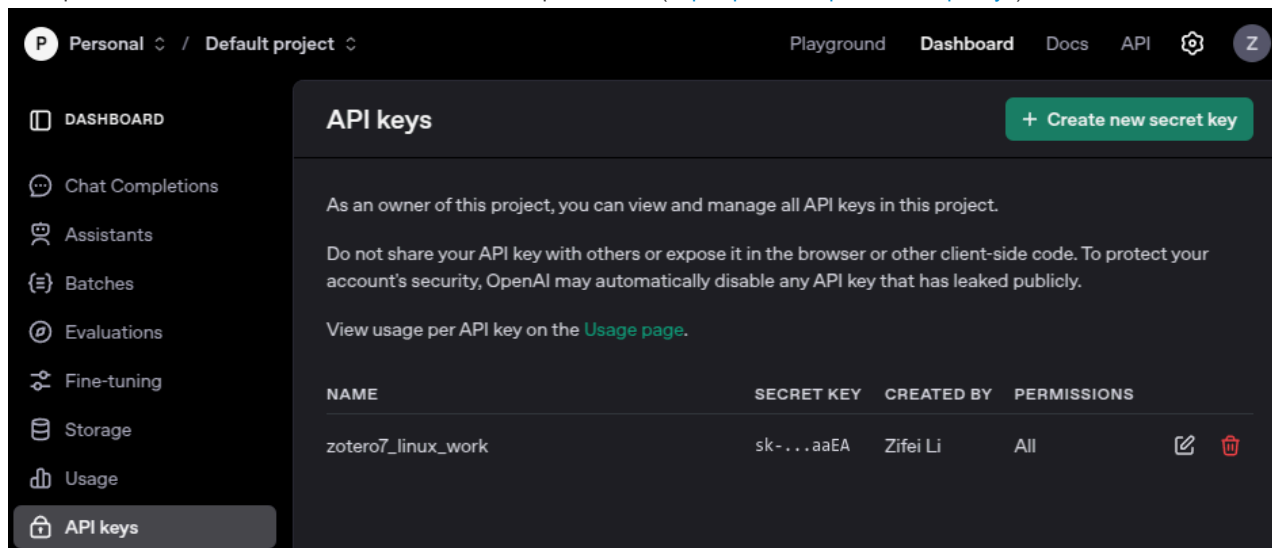 P Personal / Default project Playground Dashboard Docs API Z
DASHBOARD
Chat Completions
Assistants
Batches
Evaluations
Fine-tuning
Storage
Usage
API keys
API keys
+ Create new secret key
As an owner of this project, you can view and manage all API keys in this project.
Do not share your API key with others or expose it in the browser or other client-side code. To protect your
account's security, OpenAI may automatically disable any API key that has leaked publicly.
View usage per API key on the Usage page.
NAME SECRET KEY CREATED BY PERMISSIONS
zotero7_linux_work sk-...aaEA Zifei Li All